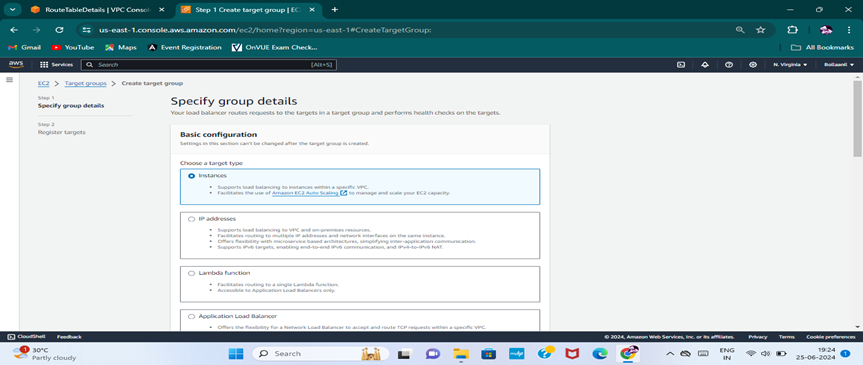 RouteTableDetails | VPC Consol
Step 1 Create target group | EC
us-east-1.console.aws.amazon.com/ec2/home?region=us-east-1#CreateTargetGroup:
Gmail YouTube Maps Event Registration OnVUE Exam Check... All Bookmarks
aws Services Search [Alt+S] N. Virginia Bollaanil
EC2 > Target groups > Create target group
Step 1
Specify group details
Step 2
Register targets
Specify group details
Your load balancer routes requests to the targets in a target group and performs health checks on the targets.
Basic configuration
Settings in this section can't be changed after the target group is created.
Choose a target type
Instances
• Supports load balancing to instances within a specific VPC.
• Facilitates the use of Amazon EC2 Auto Scaling to manage and scale your EC2 capacity.
IP addresses
• Supports load balancing to VPC and on-premises resources.
• Facilitates routing to multiple IP addresses and network interfaces on the same instance.
• Offers flexibility with microservice based architectures, simplifying inter-application communication.
• Supports IPv6 targets, enabling end-to-end IPv6 communication, and IPv4-to-IPv6 NAT.
Lambda function
• Facilitates routing to a single Lambda function.
• Accessible to Application Load Balancers only.
Application Load Balancer
• Offers the flexibility for a Network Load Balancer to accept and route TCP requests within a specific VPC.
CloudShell Feedback © 2024, Amazon Web Services, Inc. or its affiliates. Privacy Terms Cookie preferences
1
30°C
Partly cloudy
Search
ENG
IN
19:24
25-06-2024
1